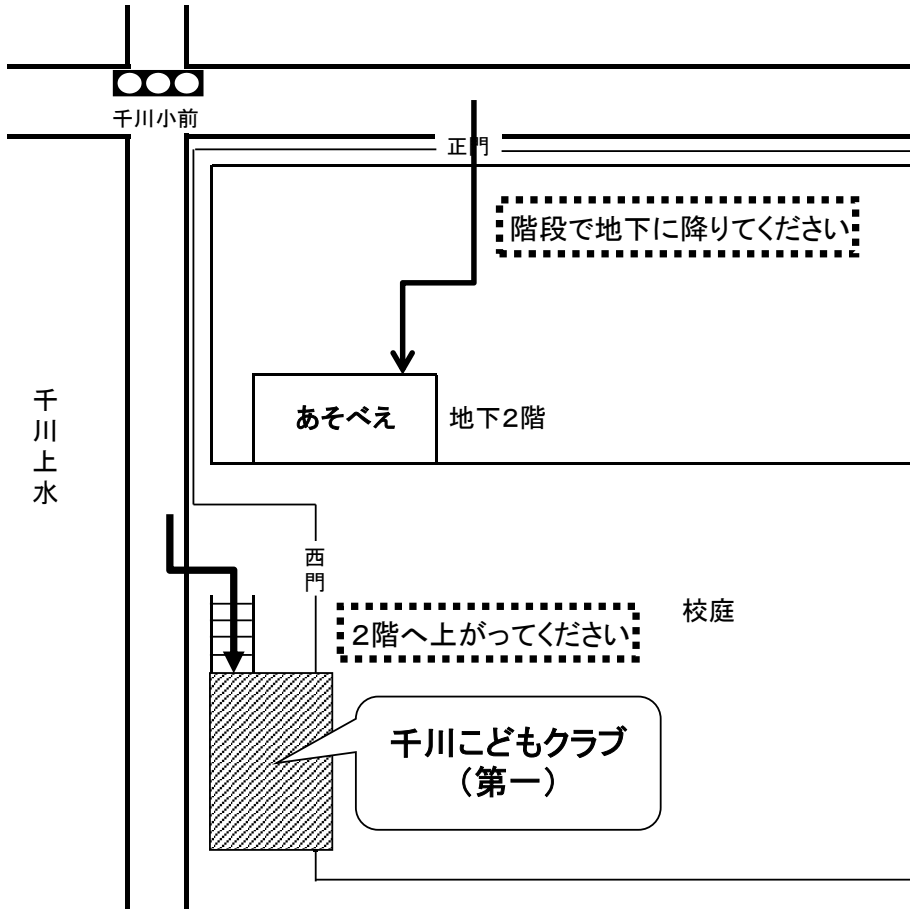 千川小前
正門
階段で地下に降りてください
あそべえ
地下2階
千川上水
西門
2階へ上がってください
校庭
千川こどもクラブ
(第一)